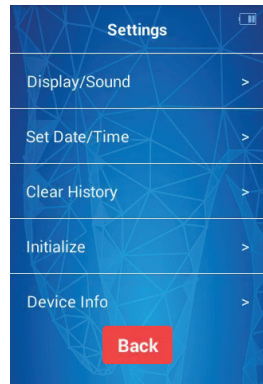 Settings
Display/Sound >
Set Date/Time >
Clear History >
Initialize >
Device Info >
Back